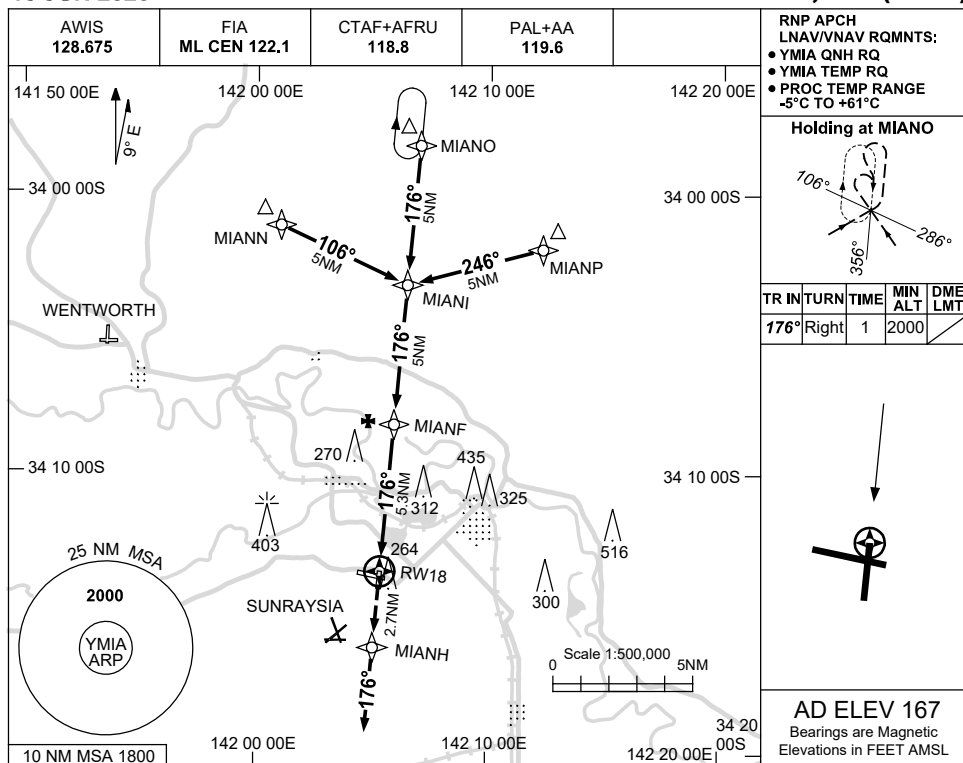 AWIS
128.675
FIA
ML CEN 122.1
CTAF+AFRU
118.8
PAL+AA
119.6
RNP APCH
LNAV/VNAV RQMNTS:
● YMIA QNH RQ
● YMIA TEMP RQ
● PROC TEMP RANGE
-5°C TO +61°C
141 50 00E
142 00 00E
142 10 00E
142 20 00E
9° E
Holding at MIANO
106°
286°
356°
MIANO
34 00 00S
34 00 00S
176°
5NM
MIANN
106°
5NM
246°
5NM
MIANP
MIANI
TR IN
TURN
TIME
MIN ALT
DME LMT
176°
Right
1
2000
WENTWORTH
176°
5NM
MIANF
270
435
34 10 00S
34 10 00S
176°
5.3NM
312
325
403
516
25 NM MSA
264
RW18
300
2000
SUNRAYSIA
2.7NM
YMIA
ARP
MIANH
Scale 1:500,000
0
5NM
176°
AD ELEV 167
Bearings are Magnetic
Elevations in FEET AMSL
34 20
00S
10 NM MSA 1800
142 00 00E
142 10 00E
142 20 00E